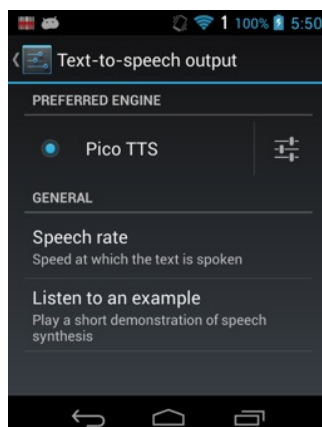 1 100% 5:50
Text-to-speech output
PREFERRED ENGINE
Pico TTS
GENERAL
Speech rate
Speed at which the text is spoken
Listen to an example
Play a short demonstration of speech
synthesis